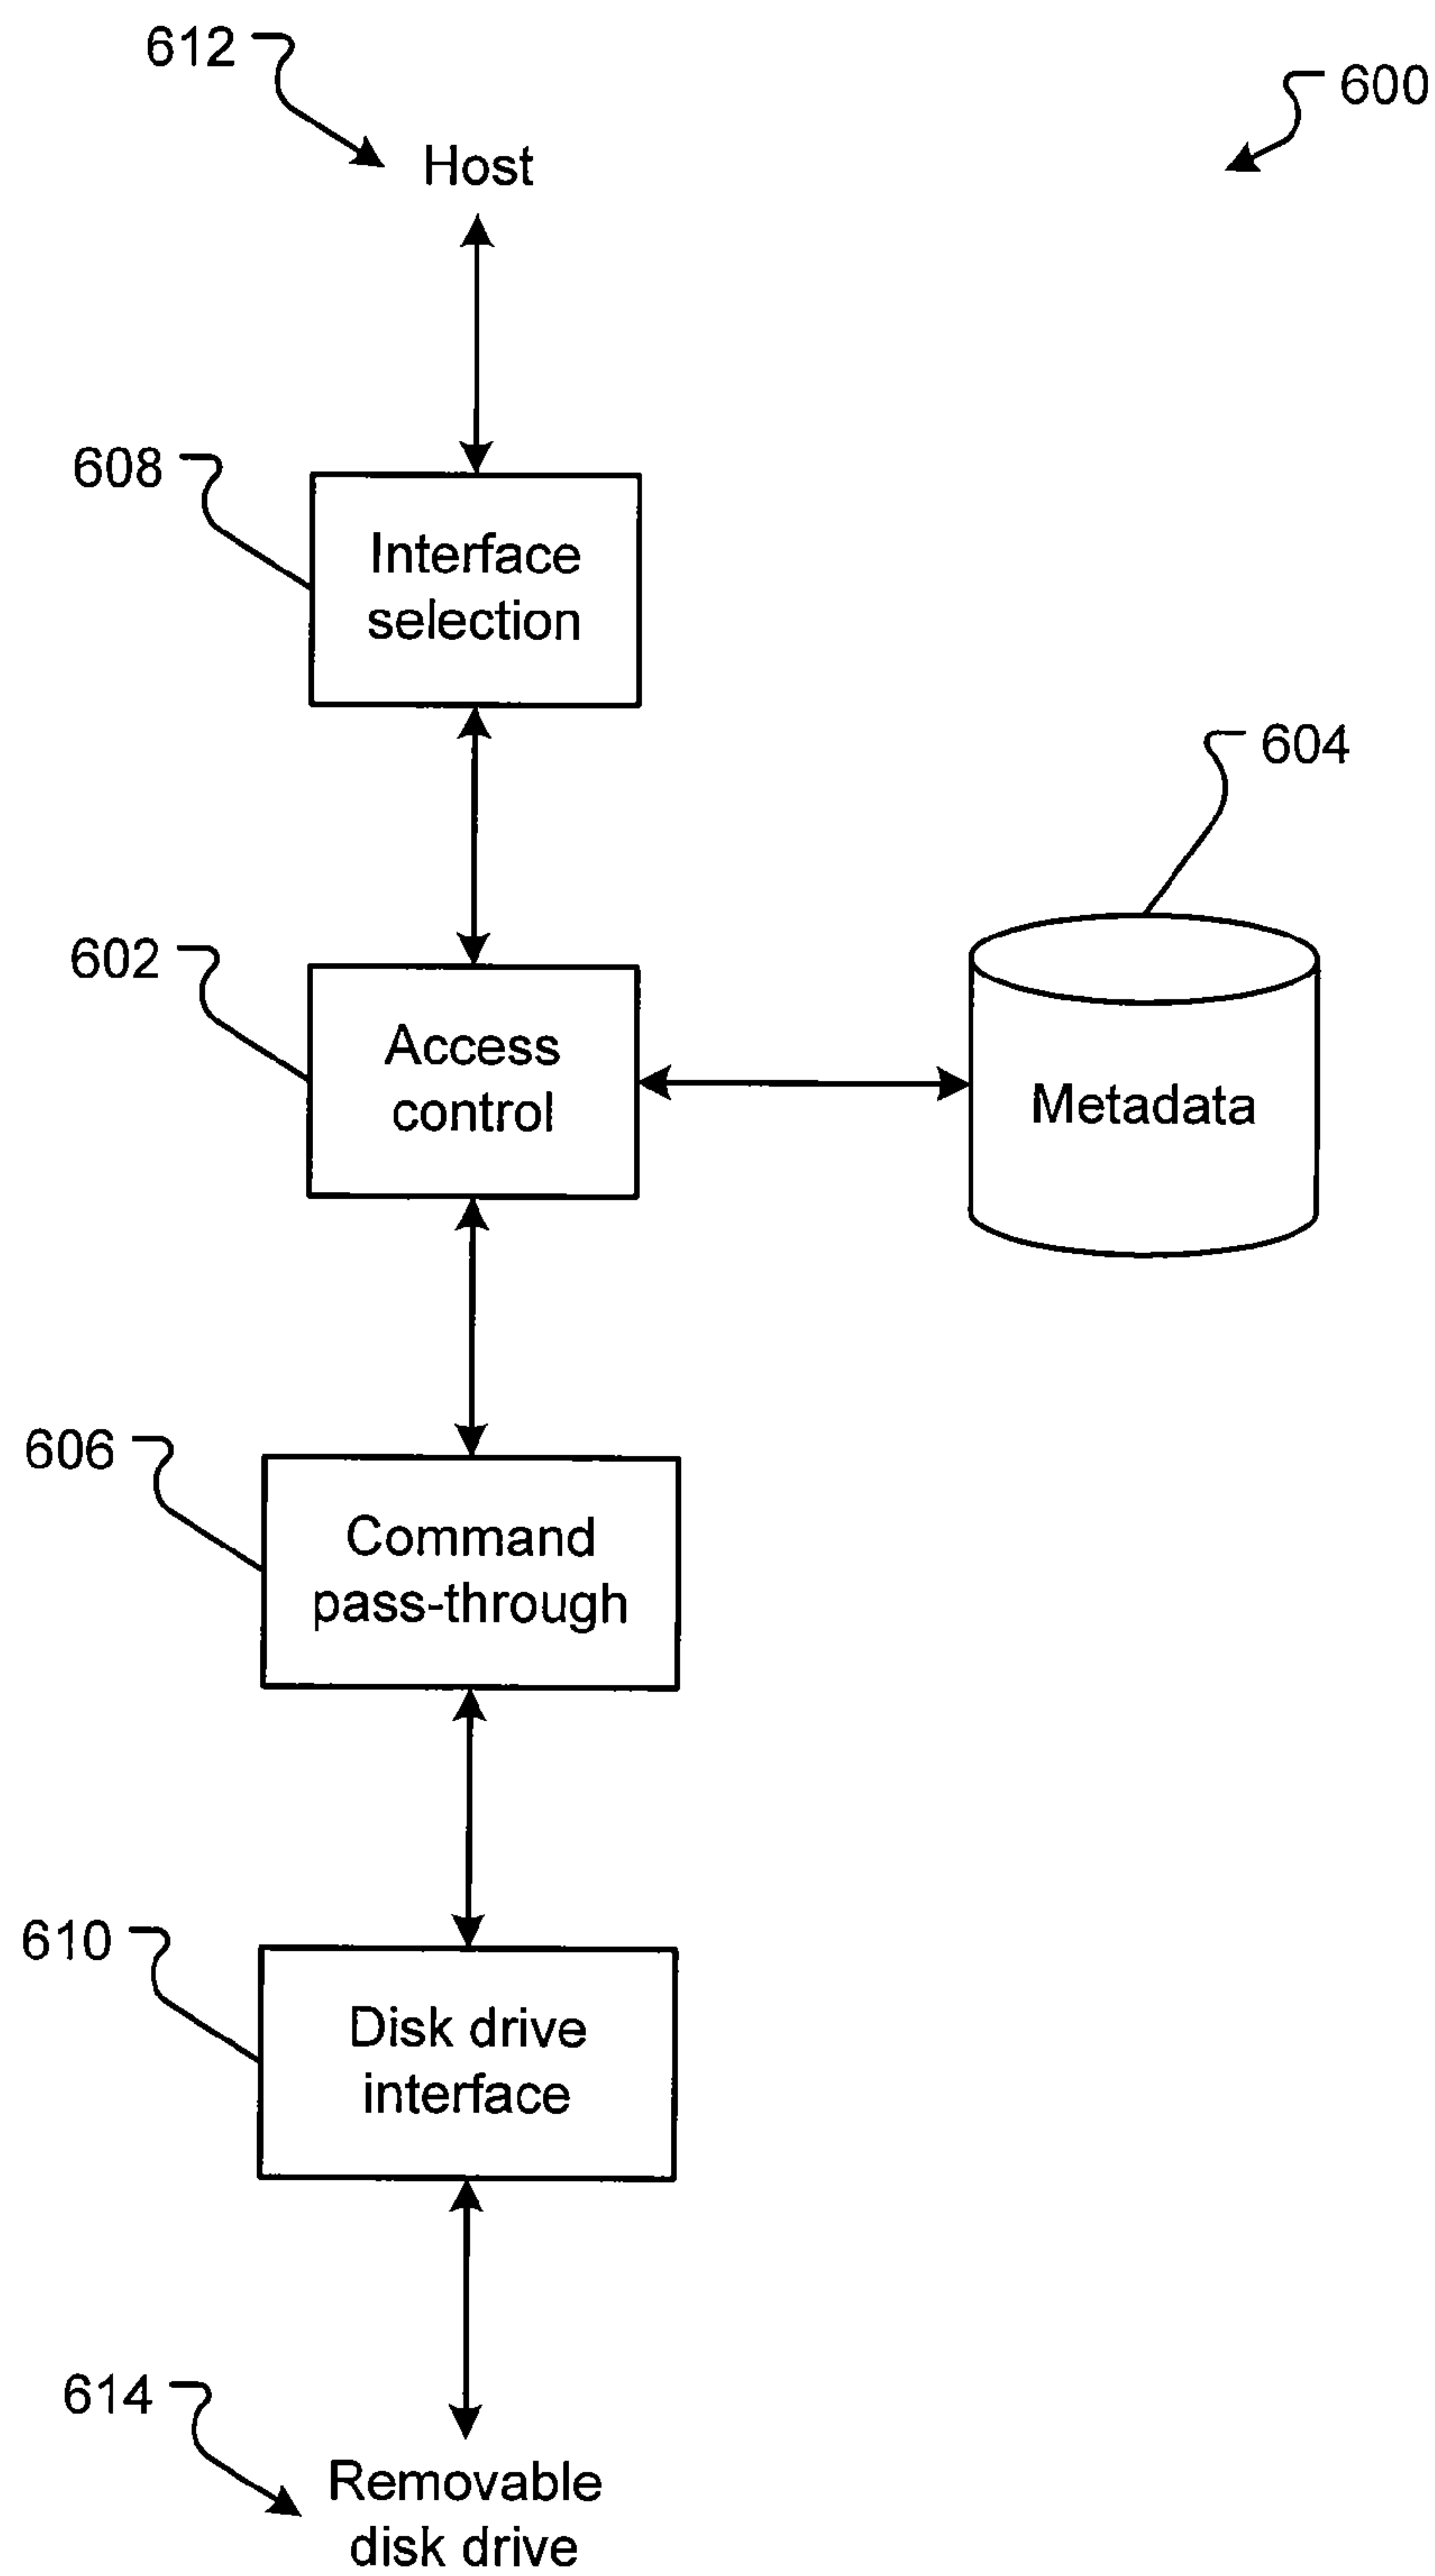 612
600
Host
608
Interface
selection
604
602
Access
control
Metadata
606
Command
pass-through
610
Disk drive
interface
614
Removable
disk drive